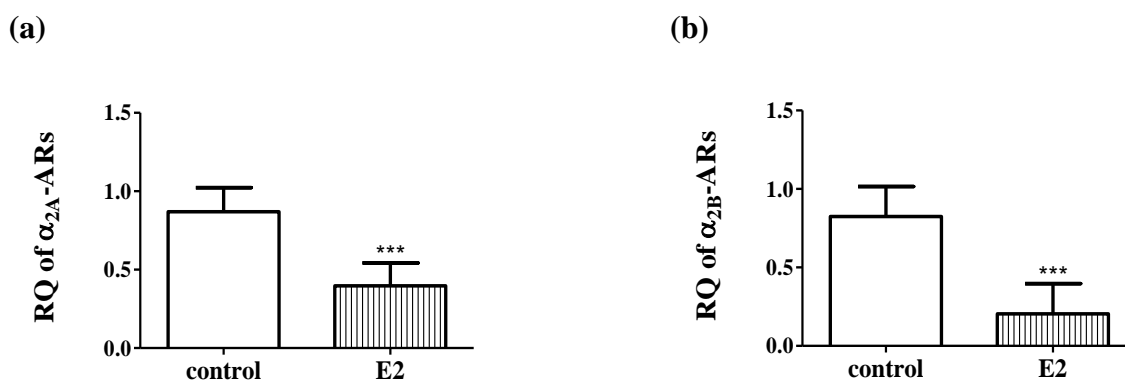 (a)
RQ of α2A-ARs
1.5
1.0
0.5
0.0
***
control
E2
(b)
RQ of α2B-ARs
1.5
1.0
0.5
0.0
***
control
E2